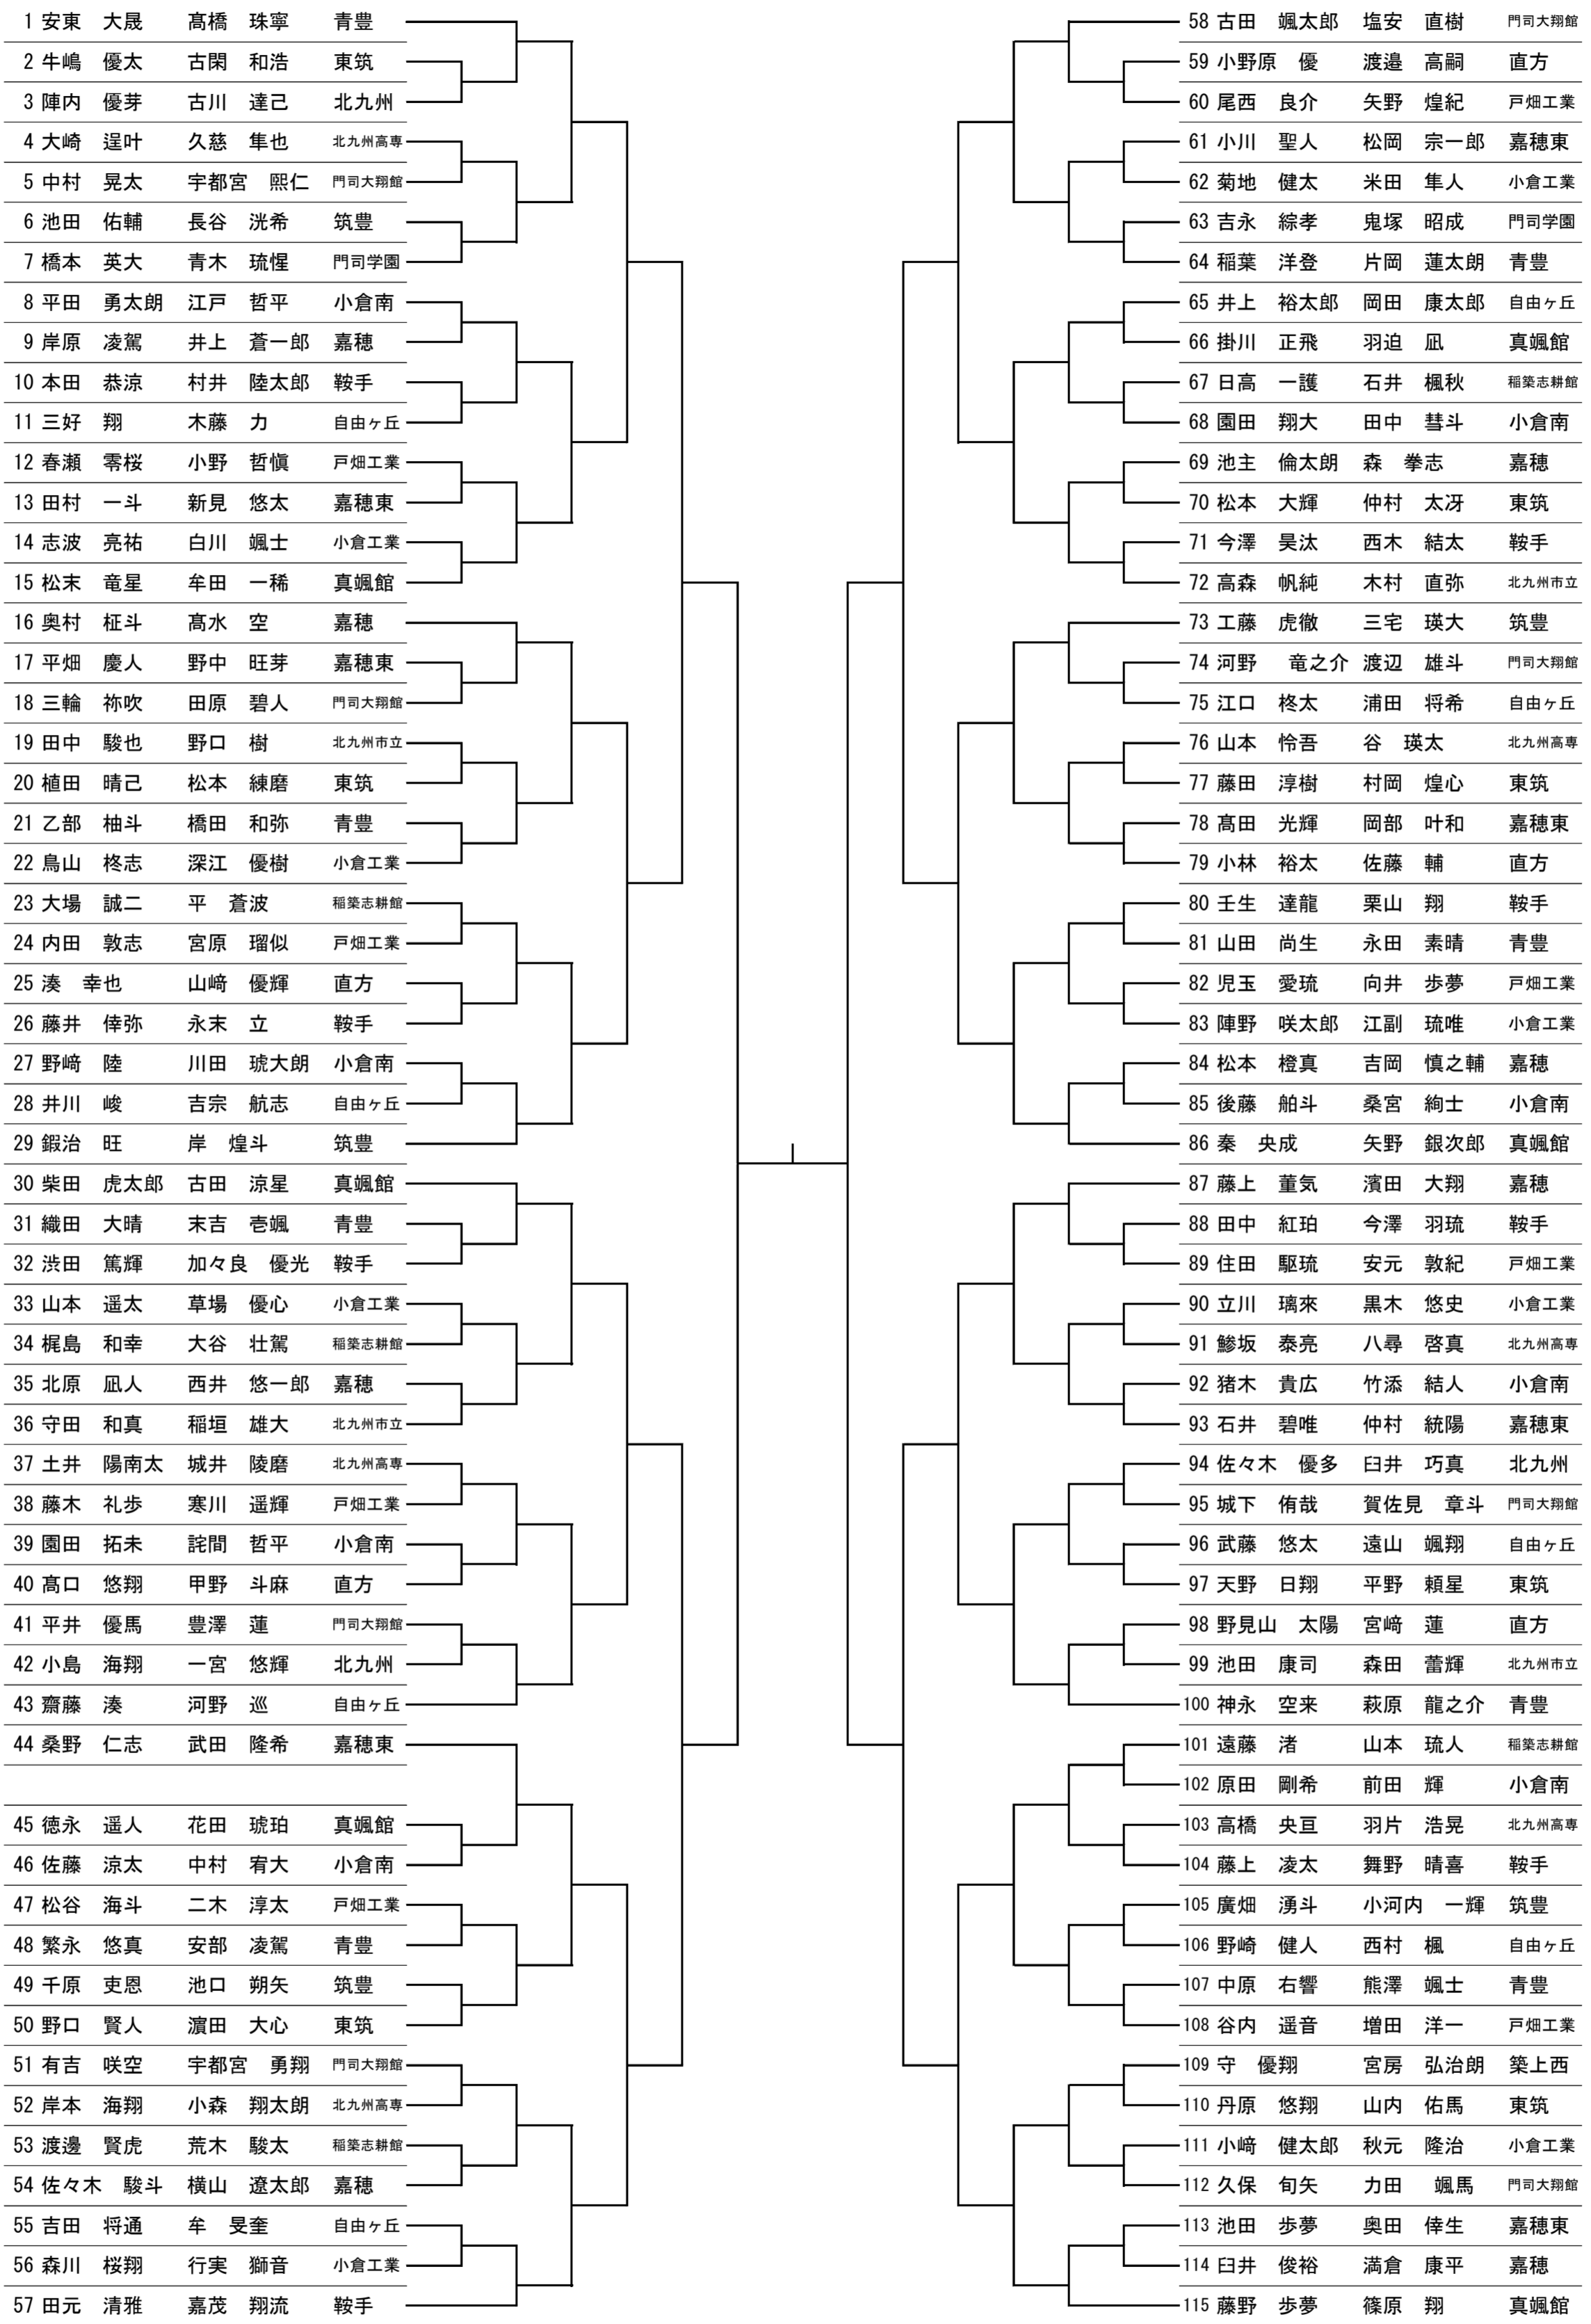 1 安東 大晟 髙橋 珠寧 青豊
2 牛嶋 優太 古閑 和浩 東筑
3 陣内 優芽 古川 達己 北九州
4 大崎 逞叶 久慈 隼也 北九州高専
5 中村 晃太 宇都宮 熙仁 門司大翔館
6 池田 佑輔 長谷 洸希 筑豊
7 橋本 英大 青木 琉惺 門司学園
8 平田 勇太朗 江戸 哲平 小倉南
9 岸原 凌駕 井上 蒼一郎 嘉穂
10 本田 恭涼 村井 陸太郎 鞍手
11 三好 翔 木藤 力 自由ヶ丘
12 春瀬 零桜 小野 哲愼 戸畑工業
13 田村 一斗 新見 悠太 嘉穂東
14 志波 亮祐 白川 颯士 小倉工業
15 松末 竜星 牟田 一稀 真颯館
16 奥村 柾斗 髙水 空 嘉穂
17 平畑 慶人 野中 旺芽 嘉穂東
18 三輪 祢吹 田原 碧人 門司大翔館
19 田中 駿也 野口 樹 北九州市立
20 植田 晴己 松本 練磨 東筑
21 乙部 柚斗 橋田 和弥 青豊
22 鳥山 柊志 深江 優樹 小倉工業
23 大場 誠二 平 蒼波 稲築志耕館
24 内田 敦志 宮原 瑠似 戸畑工業
25 湊 幸也 山﨑 優輝 直方
26 藤井 倖弥 永末 立 鞍手
27 野﨑 陸 川田 琥大朗 小倉南
28 井川 峻 吉宗 航志 自由ヶ丘
29 鍜治 旺 岸 煌斗 筑豊
30 柴田 虎太郎 古田 涼星 真颯館
31 織田 大晴 末吉 壱颯 青豊
32 渋田 篤輝 加々良 優光 鞍手
33 山本 遥太 草場 優心 小倉工業
34 梶島 和幸 大谷 壮駕 稲築志耕館
35 北原 凪人 西井 悠一郎 嘉穂
36 守田 和真 稲垣 雄大 北九州市立
37 土井 陽南太 城井 陵磨 北九州高専
38 藤木 礼歩 寒川 遥輝 戸畑工業
39 園田 拓未 詫間 哲平 小倉南
40 髙口 悠翔 甲野 斗麻 直方
41 平井 優馬 豊澤 蓮 門司大翔館
42 小島 海翔 一宮 悠輝 北九州
43 齋藤 湊 河野 巡 自由ヶ丘
44 桑野 仁志 武田 隆希 嘉穂東
45 徳永 遥人 花田 琥珀 真颯館
46 佐藤 涼太 中村 宥大 小倉南
47 松谷 海斗 二木 淳太 戸畑工業
48 繁永 悠真 安部 凌駕 青豊
49 千原 吏恩 池口 朔矢 筑豊
50 野口 賢人 濵田 大心 東筑
51 有吉 咲空 宇都宮 勇翔 門司大翔館
52 岸本 海翔 小森 翔太朗 北九州高専
53 渡邊 賢虎 荒木 駿太 稲築志耕館
54 佐々木 駿斗 横山 遼太郎 嘉穂
55 吉田 将通 牟 旻奎 自由ヶ丘
56 森川 桜翔 行実 獅音 小倉工業
57 田元 清雅 嘉茂 翔流 鞍手
58 古田 颯太郎 塩安 直樹 門司大翔館
59 小野原 優 渡邉 高嗣 直方
60 尾西 良介 矢野 煌紀 戸畑工業
61 小川 聖人 松岡 宗一郎 嘉穂東
62 菊地 健太 米田 隼人 小倉工業
63 吉永 綜孝 鬼塚 昭成 門司学園
64 稲葉 洋登 片岡 蓮太朗 青豊
65 井上 裕太郎 岡田 康太郎 自由ヶ丘
66 掛川 正飛 羽迫 凪 真颯館
67 日高 一護 石井 楓秋 稲築志耕館
68 園田 翔大 田中 彗斗 小倉南
69 池主 倫太朗 森 拳志 嘉穂
70 松本 大輝 仲村 太冴 東筑
71 今澤 昊汰 西木 結太 鞍手
72 高森 帆純 木村 直弥 北九州市立
73 工藤 虎徹 三宅 瑛大 筑豊
74 河野 竜之介 渡辺 雄斗 門司大翔館
75 江口 柊太 浦田 将希 自由ヶ丘
76 山本 怜吾 谷 瑛太 北九州高専
77 藤田 淳樹 村岡 煌心 東筑
78 髙田 光輝 岡部 叶和 嘉穂東
79 小林 裕太 佐藤 輔 直方
80 壬生 達龍 栗山 翔 鞍手
81 山田 尚生 永田 素晴 青豊
82 児玉 愛琉 向井 歩夢 戸畑工業
83 陣野 咲太郎 江副 琉唯 小倉工業
84 松本 橙真 吉岡 慎之輔 嘉穂
85 後藤 舶斗 桑宮 絢士 小倉南
86 秦 央成 矢野 銀次郎 真颯館
87 藤上 董気 濱田 大翔 嘉穂
88 田中 紅珀 今澤 羽琉 鞍手
89 住田 駆琉 安元 敦紀 戸畑工業
90 立川 璃來 黒木 悠史 小倉工業
91 鯵坂 泰亮 八尋 啓真 北九州高専
92 猪木 貴広 竹添 結人 小倉南
93 石井 碧唯 仲村 統陽 嘉穂東
94 佐々木 優多 臼井 巧真 北九州
95 城下 侑哉 賀佐見 章斗 門司大翔館
96 武藤 悠太 遠山 颯翔 自由ヶ丘
97 天野 日翔 平野 頼星 東筑
98 野見山 太陽 宮﨑 蓮 直方
99 池田 康司 森田 蕾輝 北九州市立
100 神永 空来 萩原 龍之介 青豊
101 遠藤 渚 山本 琉人 稲築志耕館
102 原田 剛希 前田 輝 小倉南
103 高橋 央亘 羽片 浩晃 北九州高専
104 藤上 凌太 舞野 晴喜 鞍手
105 廣畑 湧斗 小河内 一輝 筑豊
106 野崎 健人 西村 楓 自由ヶ丘
107 中原 右響 熊澤 颯士 青豊
108 谷内 遥音 増田 洋一 戸畑工業
109 守 優翔 宮房 弘治朗 築上西
110 丹原 悠翔 山内 佑馬 東筑
111 小﨑 健太郎 秋元 隆治 小倉工業
112 久保 旬矢 力田 颯馬 門司大翔館
113 池田 歩夢 奥田 倖生 嘉穂東
114 臼井 俊裕 満倉 康平 嘉穂
115 藤野 歩夢 篠原 翔 真颯館